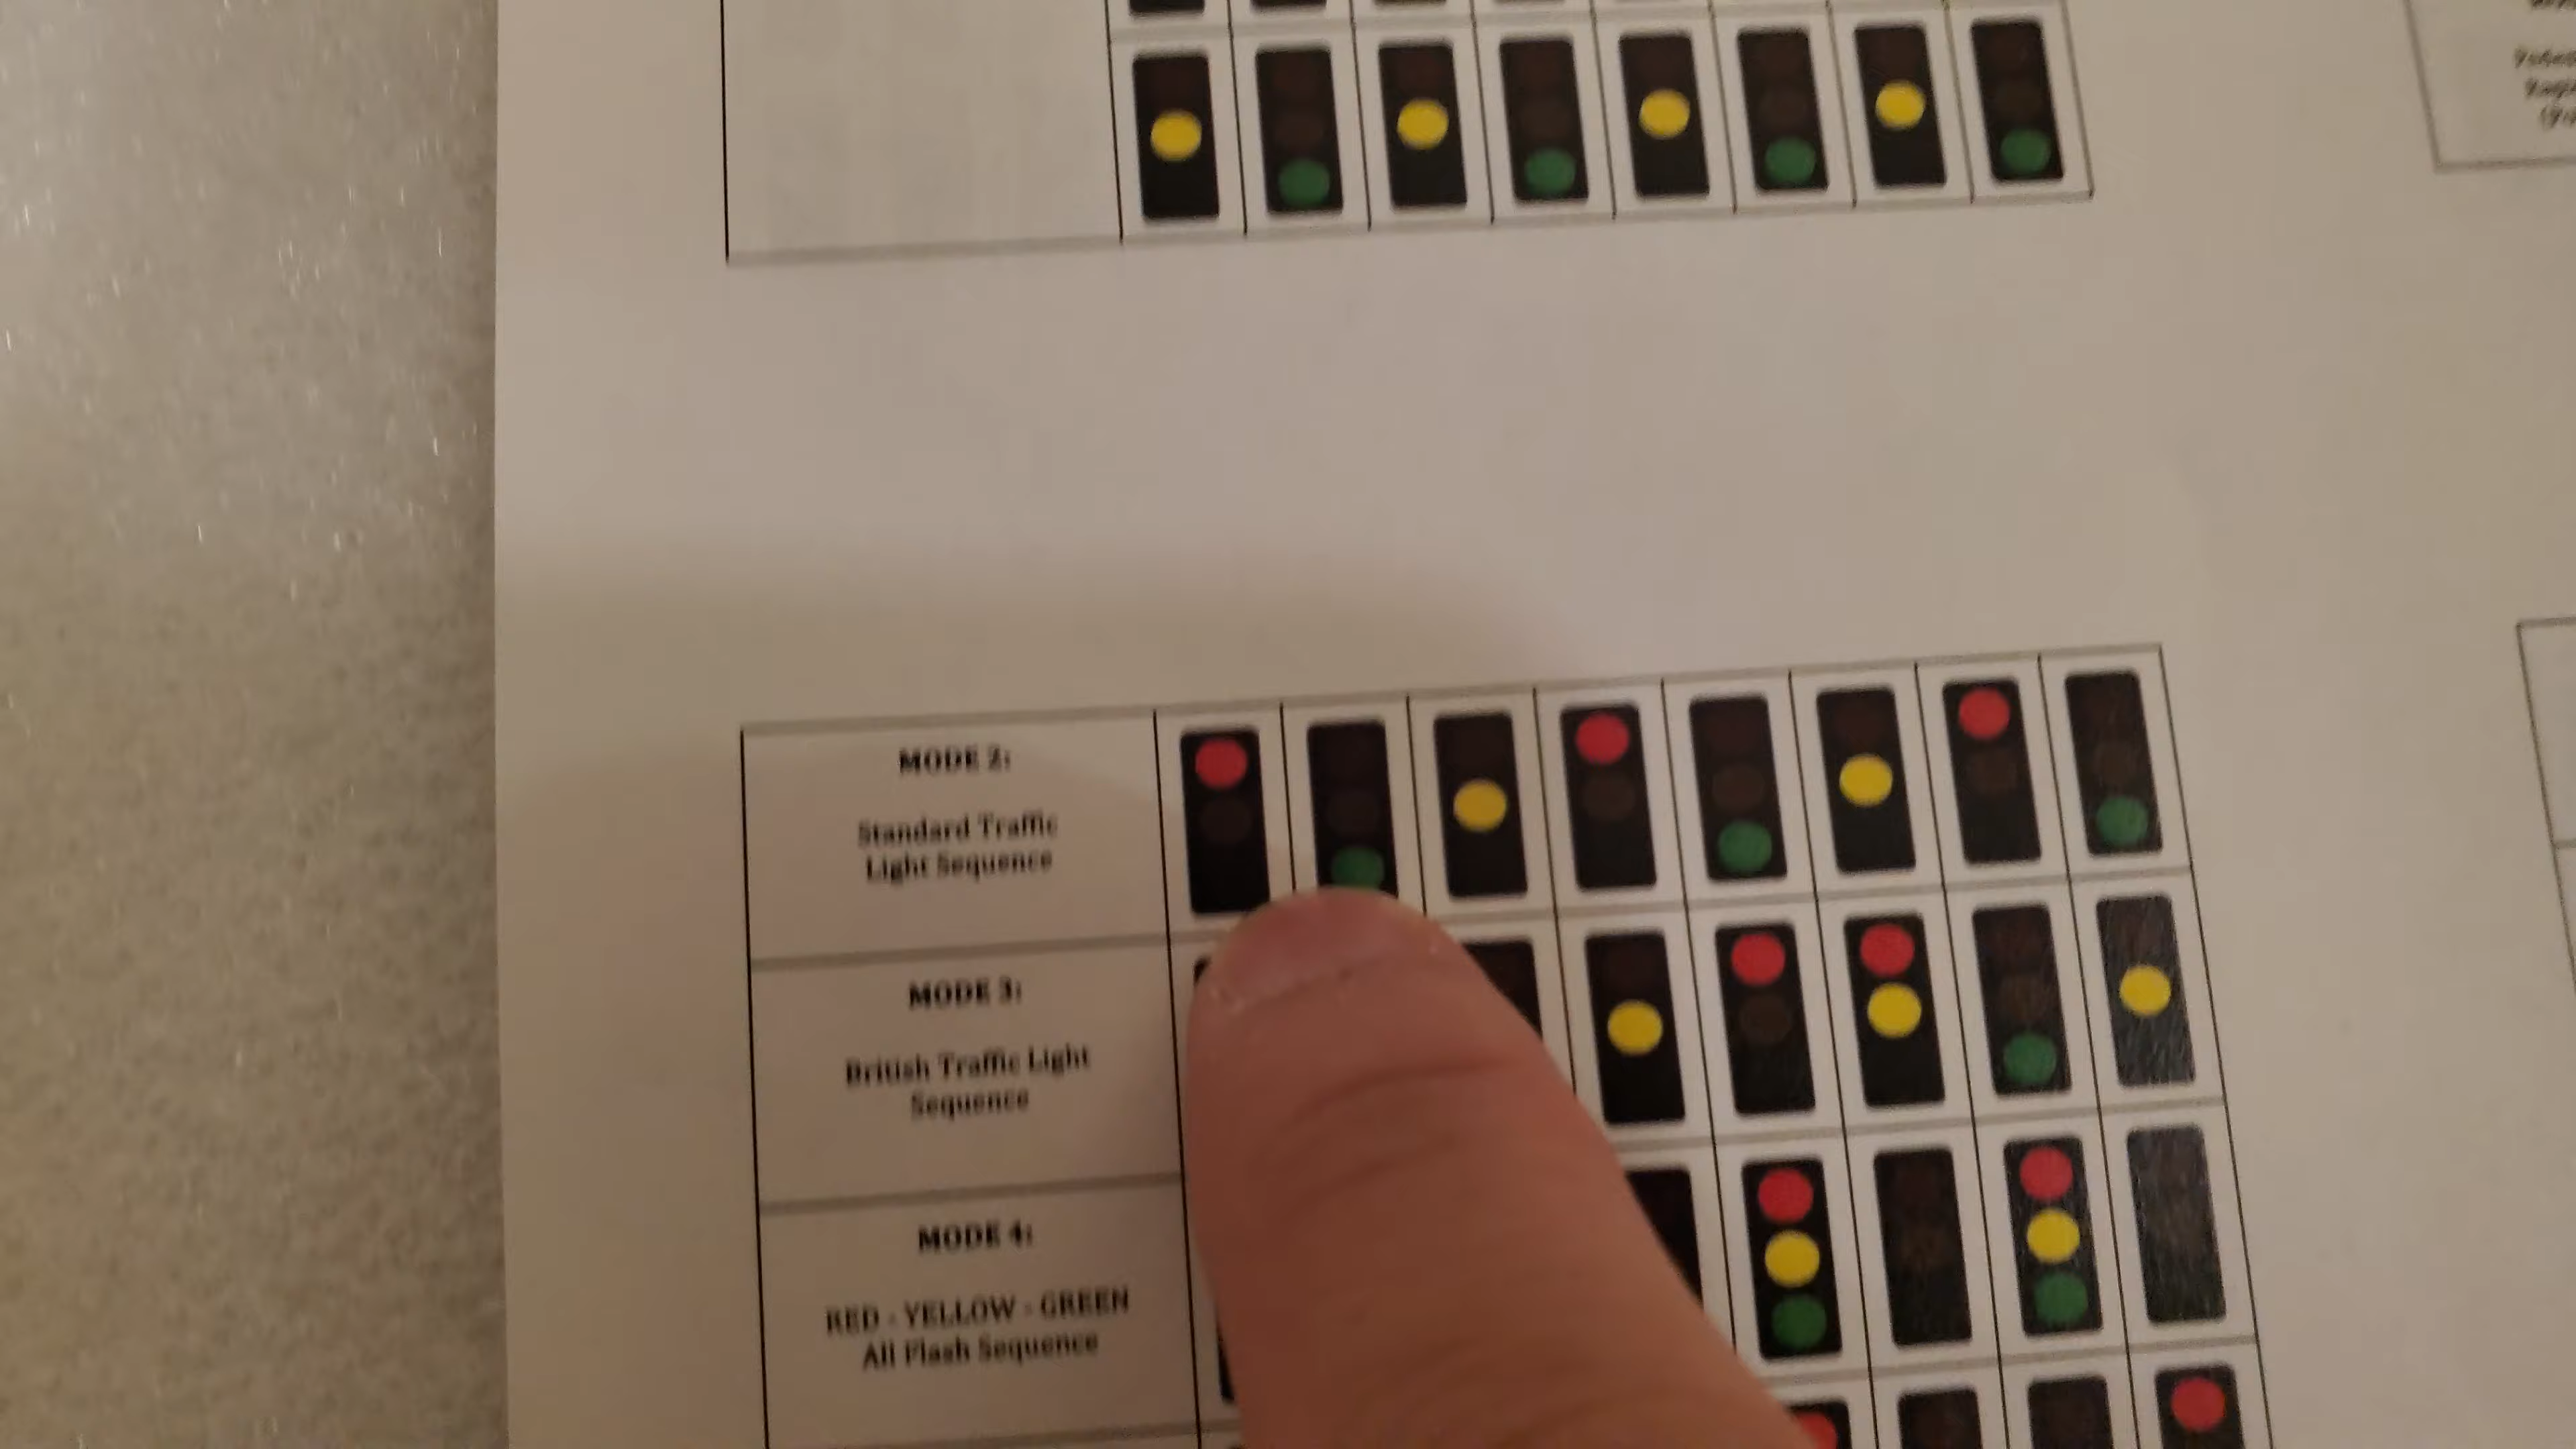 MODE 2:
Standard Traffic
Light Sequence
MODE 3:
British Traffic Light
Sequence
MODE 4:
RED - YELLOW - GREEN
All Flash Sequence